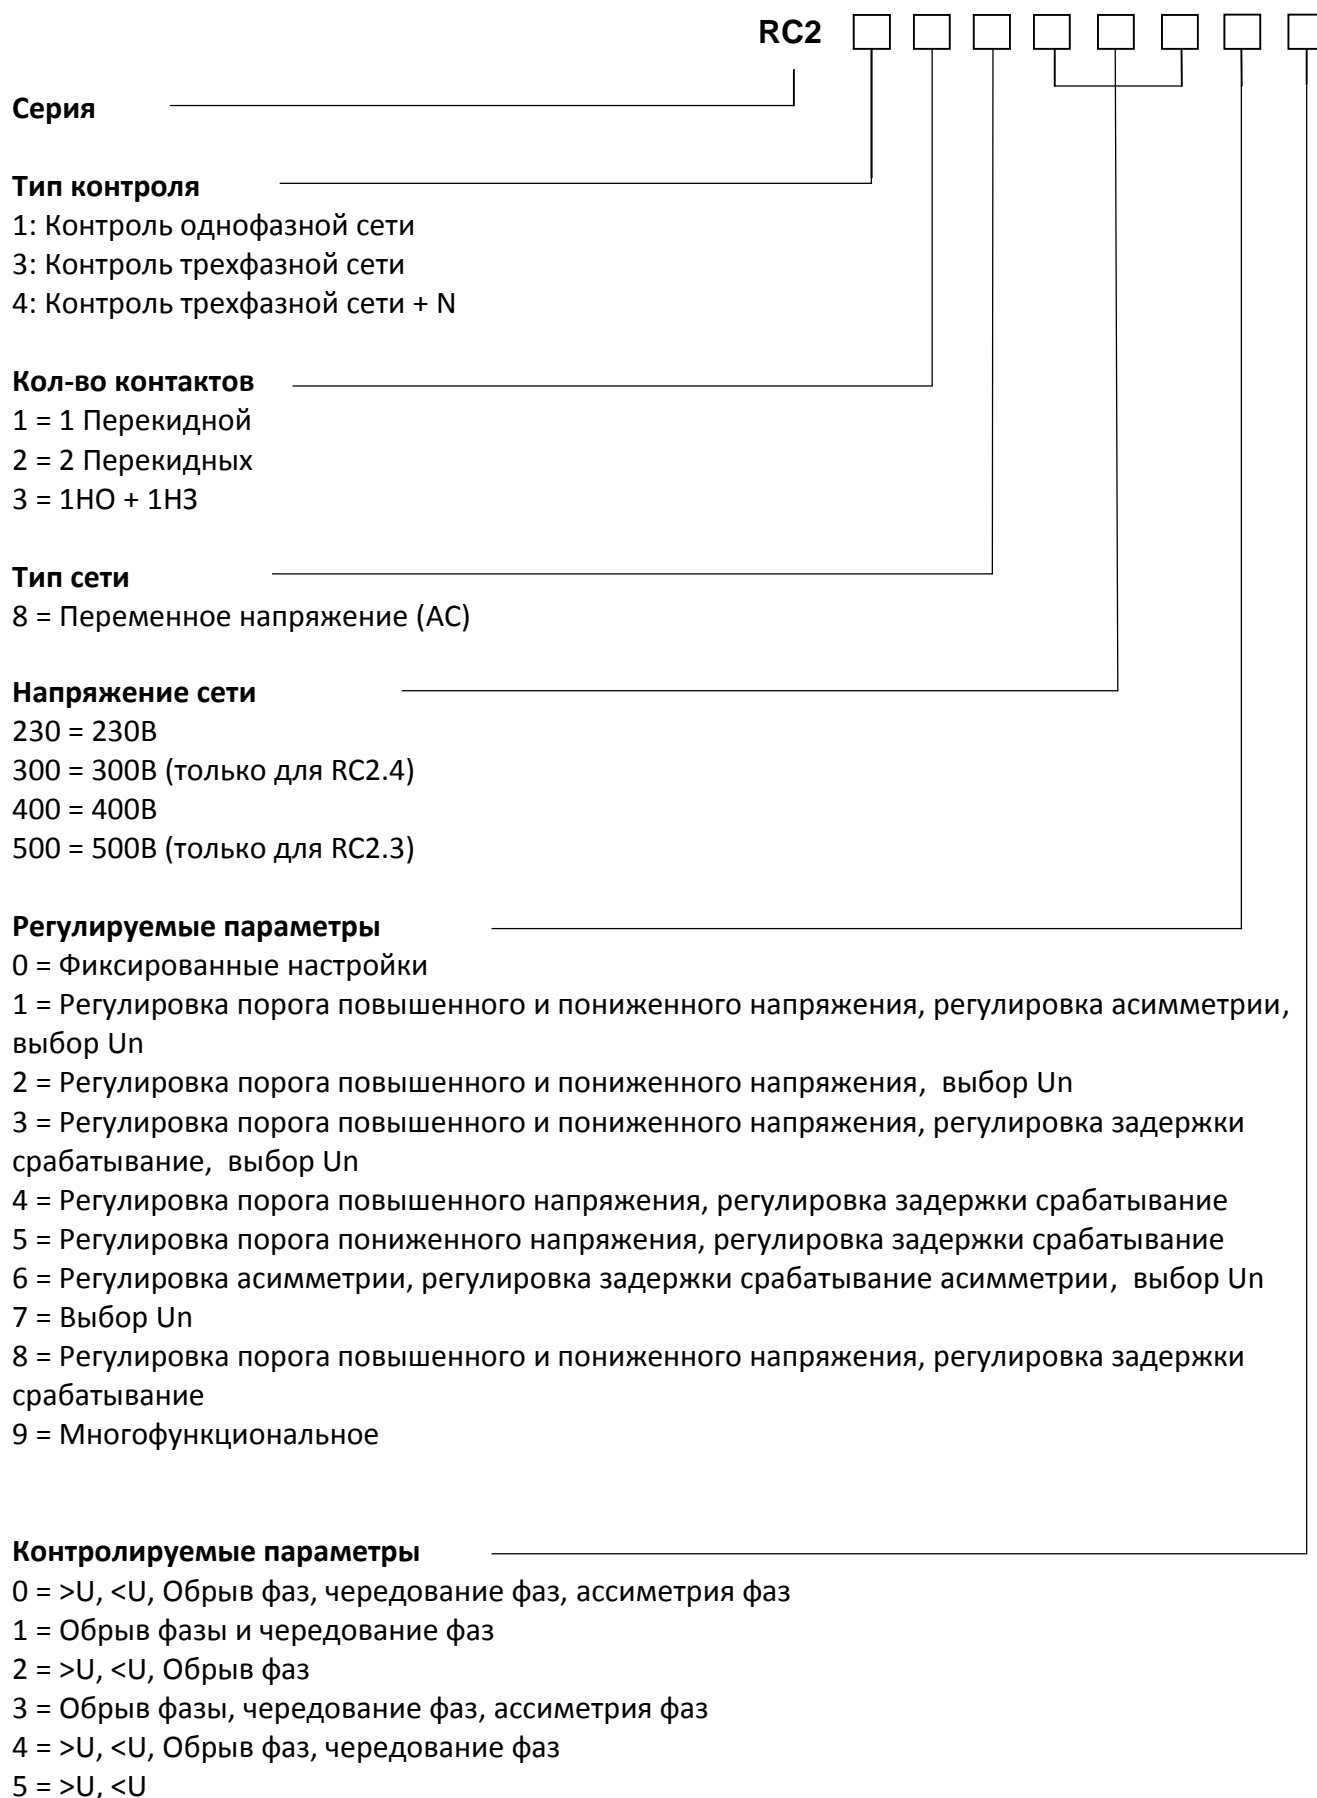 RC2
Серия
Тип контроля
1: Контроль однофазной сети
3: Контроль трехфазной сети
4: Контроль трехфазной сети + N
Кол-во контактов
1 = 1 Перекидной
2 = 2 Перекидных
3 = 1НО + 1НЗ
Тип сети
8 = Переменное напряжение (AC)
Напряжение сети
230 = 230В
300 = 300В (только для RC2.4)
400 = 400В
500 = 500В (только для RC2.3)
Регулируемые параметры
0 = Фиксированные настройки
1 = Регулировка порога повышенного и пониженного напряжения, регулировка асимметрии,
выбор Un
2 = Регулировка порога повышенного и пониженного напряжения, выбор Un
3 = Регулировка порога повышенного и пониженного напряжения, регулировка задержки
срабатывание, выбор Un
4 = Регулировка порога повышенного напряжения, регулировка задержки срабатывание
5 = Регулировка порога пониженного напряжения, регулировка задержки срабатывание
6 = Регулировка асимметрии, регулировка задержки срабатывание асимметрии, выбор Un
7 = Выбор Un
8 = Регулировка порога повышенного и пониженного напряжения, регулировка задержки
срабатывание
9 = Многофункциональное
Контролируемые параметры
0 = >U, <U, Обрыв фаз, чередование фаз, ассиметрия фаз
1 = Обрыв фазы и чередование фаз
2 = >U, <U, Обрыв фаз
3 = Обрыв фазы, чередование фаз, ассиметрия фаз
4 = >U, <U, Обрыв фаз, чередование фаз
5 = >U, <U